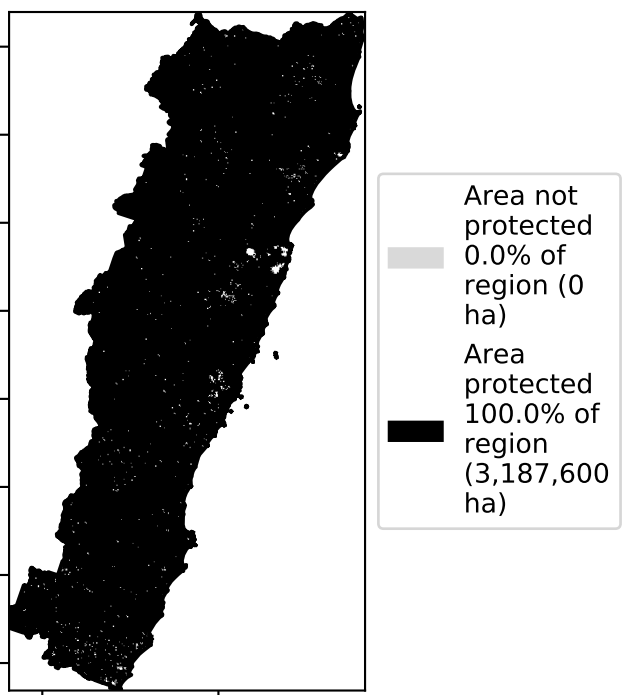 Area not
protected
0.0% of
region (0
ha)
Area
protected
100.0% of
region
(3,187,600
ha)